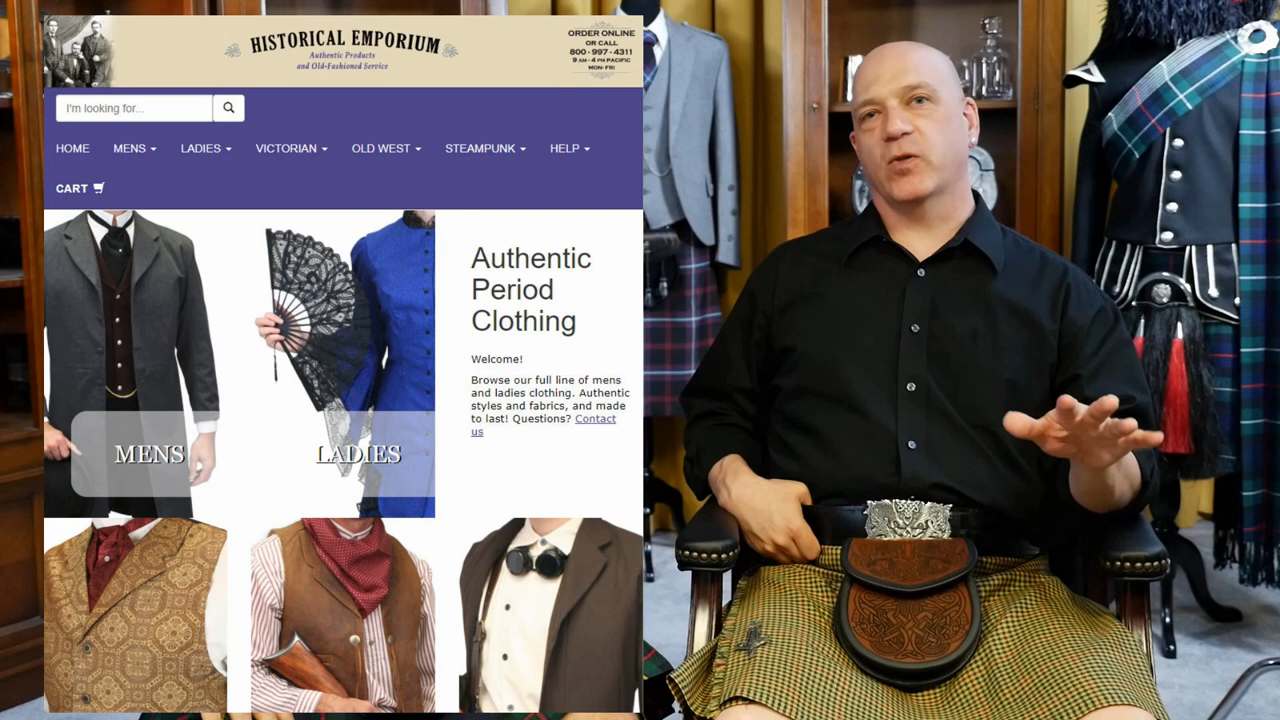 HISTORICAL EMPORIUM
Authentic Products
and Old-Fashioned Service
ORDER ONLINE
OR CALL
800-997-4311
9 AM-4 PM PACIFIC
MON-FRI
I'm looking for...
HOME MENS LADIES VICTORIAN OLD WEST STEAMPUNK HELP
CART
Authentic
Period
Clothing
Welcome!
Browse our full line of mens
and ladies clothing. Authentic
styles and fabrics, and made
to last! Questions? Contact
us
MENS
LADIES